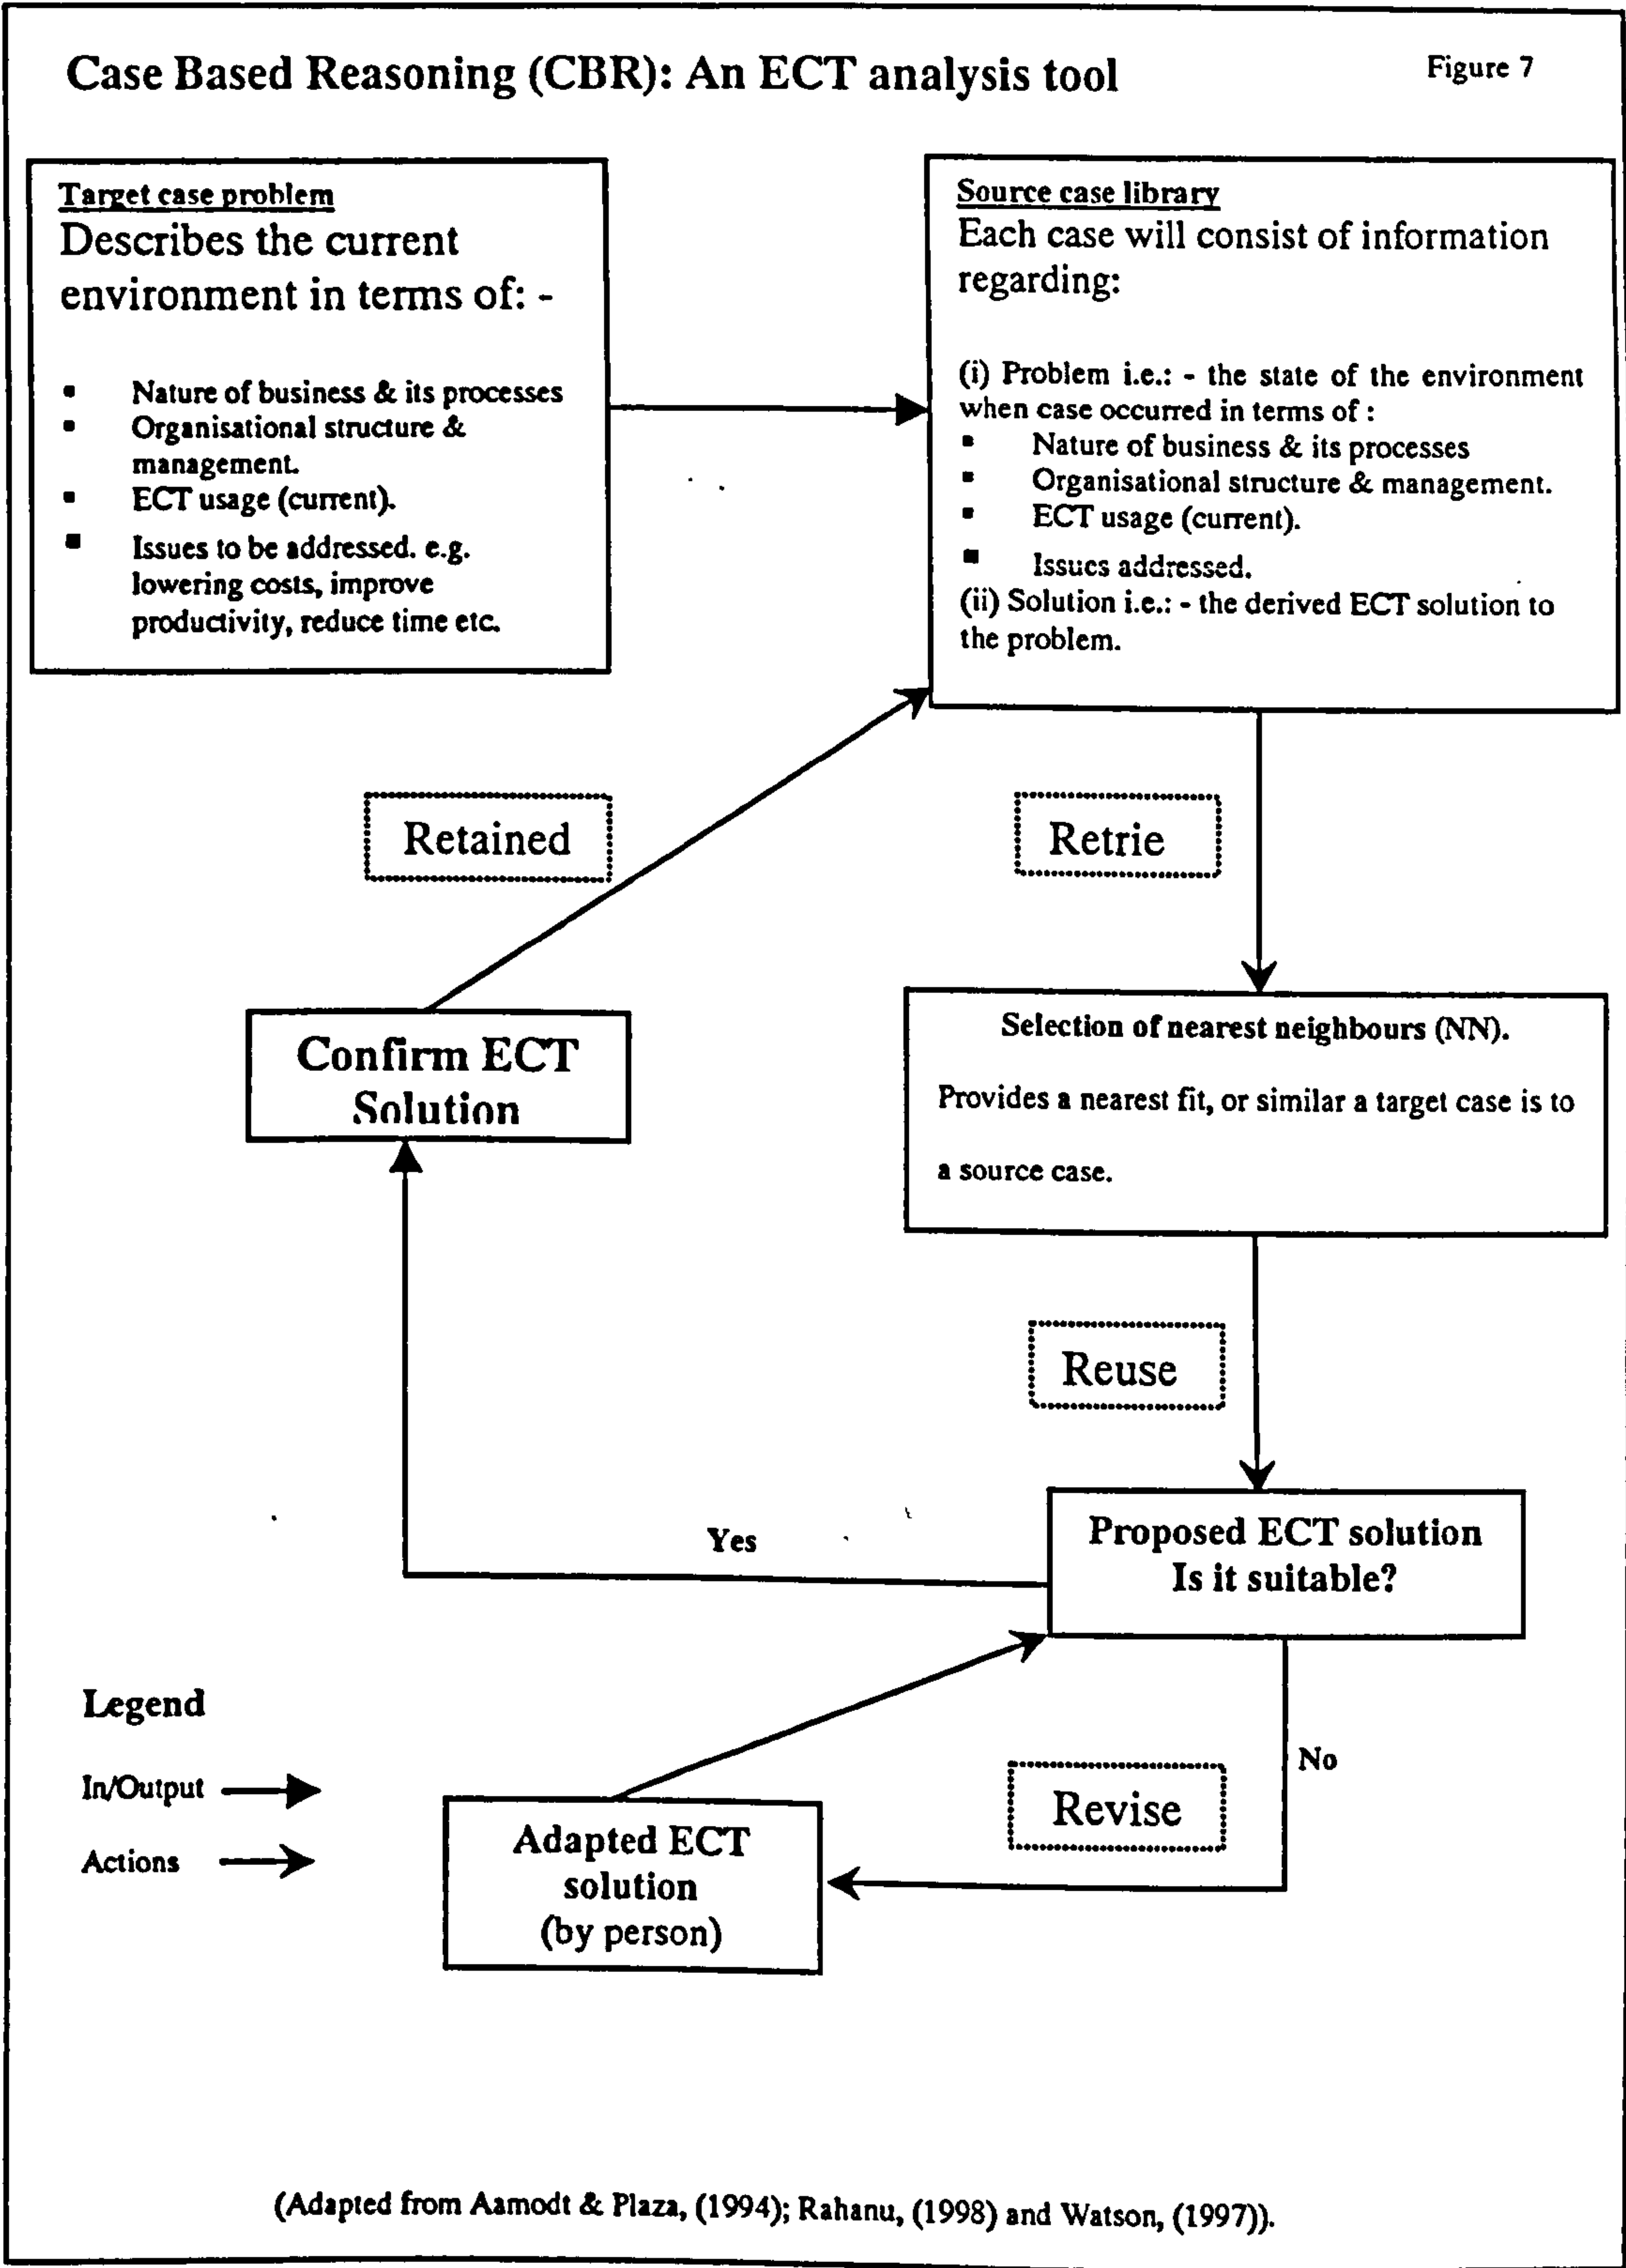 Case Based Reasoning (CBR): An ECT analysis tool
Figure 7
Target case problem
Describes the current
environment in terms of: -
▪ Nature of business & its processes
▪ Organisational structure &
management.
▪ ECT usage (current).
▪ Issues to be addressed. e.g.
lowering costs, improve
productivity, reduce time etc.
Source case library
Each case will consist of information
regarding:
(i) Problem i.e.: - the state of the environment
when case occurred in terms of :
▪ Nature of business & its processes
▪ Organisational structure & management.
▪ ECT usage (current).
▪ Issues addressed.
(ii) Solution i.e.: - the derived ECT solution to
the problem.
Retained
Retrie
Confirm ECT
Solution
Selection of nearest neighbours (NN).
Provides a nearest fit, or similar a target case is to
a source case.
Reuse
Yes
Proposed ECT solution
Is it suitable?
Legend
In/Output
Actions
No
Revise
Adapted ECT
solution
(by person)
(Adapted from Aamodt & Plaza, (1994); Rahanu, (1998) and Watson, (1997)).